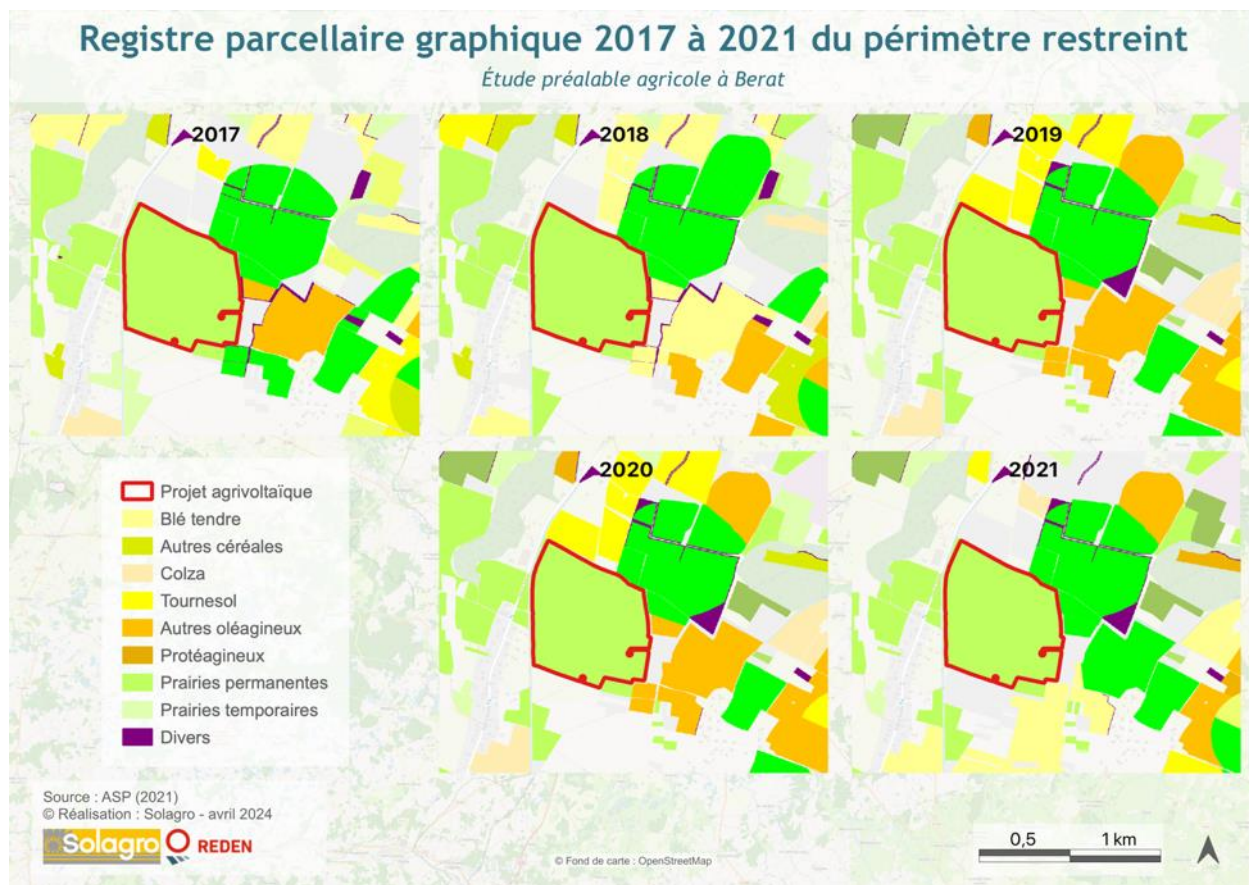 Registre parcellaire graphique 2017 à 2021 du périmètre restreint
Étude préalable agricole à Berat
2017
2018
2019
2020
2021
Projet agrivoltaïque
Blé tendre
Autres céréales
Colza
Tournesol
Autres oléagineux
Protéagineux
Prairies permanentes
Prairies temporaires
Divers
Source : ASP (2021)
© Réalisation : Solagro - avril 2024
Solagro
REDEN
© Fond de carte : OpenStreetMap
0,5 1 km